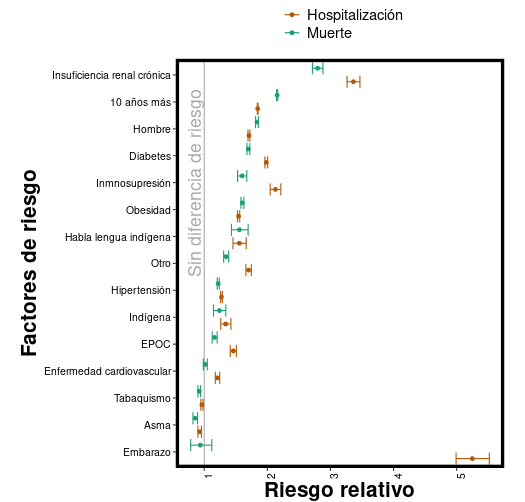 Hospitalización
Muerte
Factores de riesgo
Insuficiencia renal crónica
10 años más
Hombre
Diabetes
Inmnosupresión
Obesidad
Habla lengua indígena
Otro
Hipertensión
Indígena
EPOC
Enfermedad cardiovascular
Tabaquismo
Asma
Embarazo
Sin diferencia de riesgo
1
2
3
4
5
Riesgo relativo